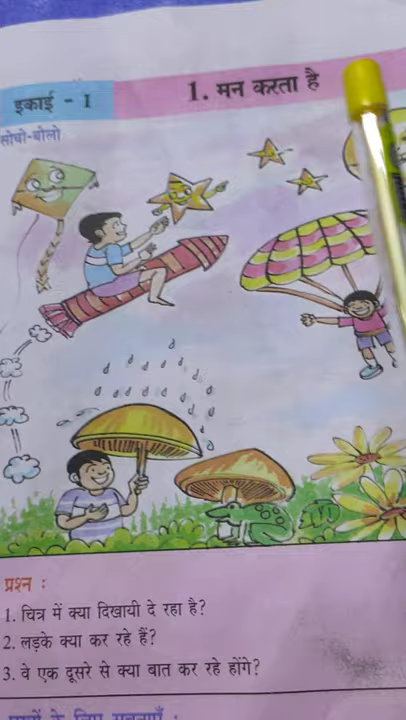 इकाई - I
1. मन करता है
सोचो-बोलो
प्रश्न :
1. चित्र में क्या दिखायी दे रहा है?
2. लड़के क्या कर रहे हैं?
3. वे एक दूसरे से क्या बात कर रहे होंगे?